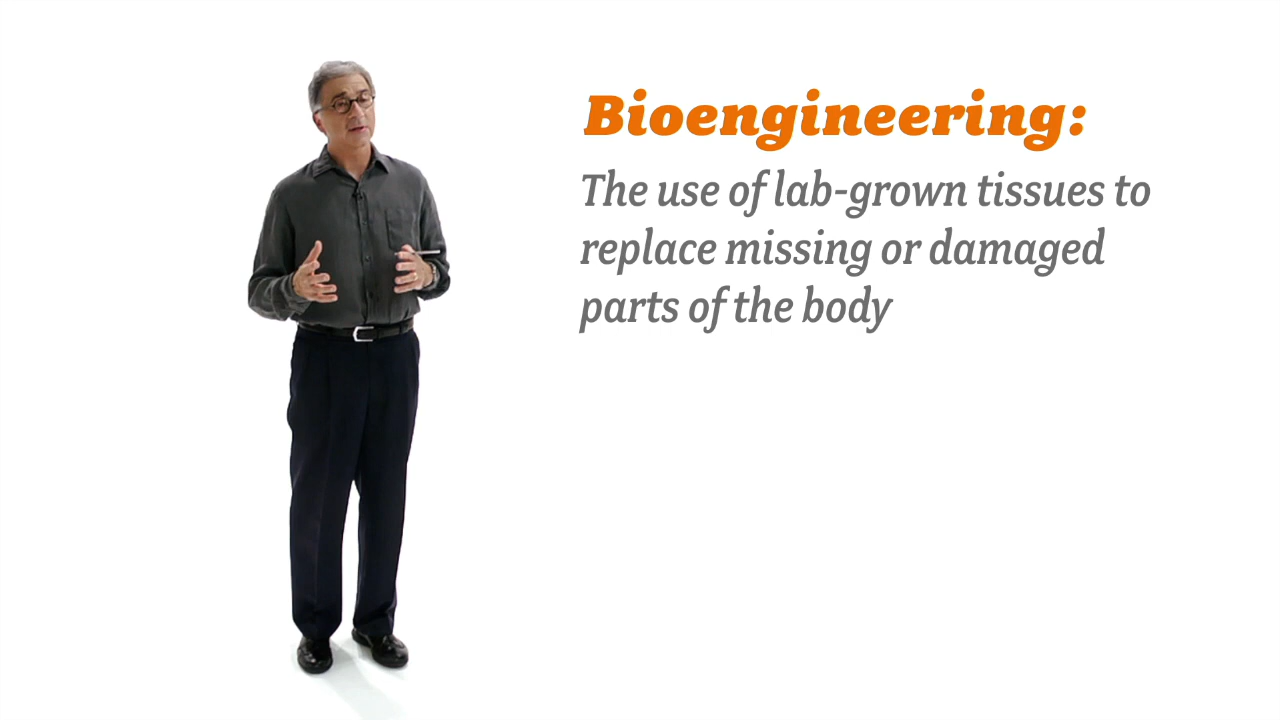 Bioengineering:
The use of lab-grown tissues to
replace missing or damaged
parts of the body